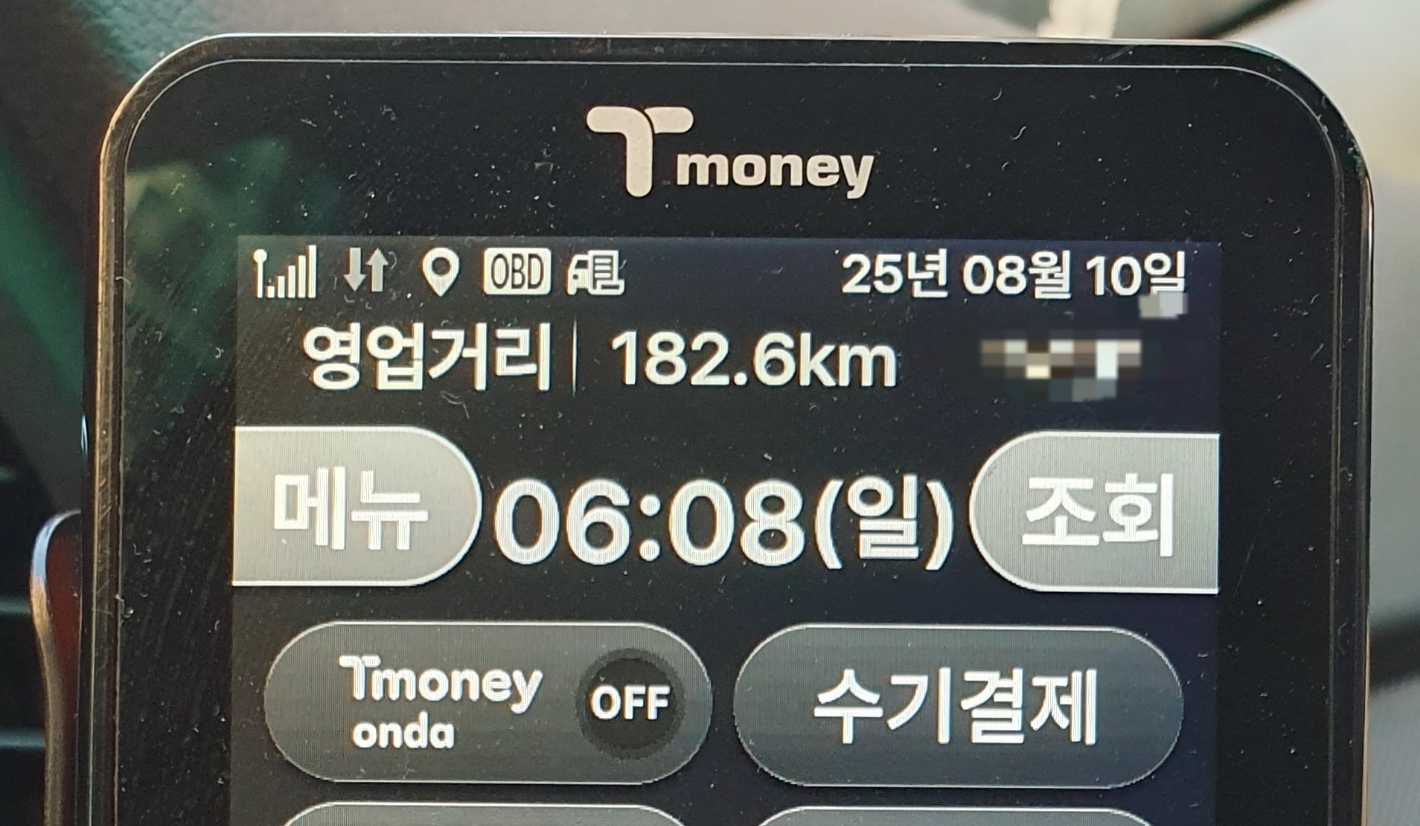 Tmoney
OBD 25년 08월 10일
영업거리 182.6km
메뉴 06:08(일) 조회
Tmoney onda OFF 수기결제